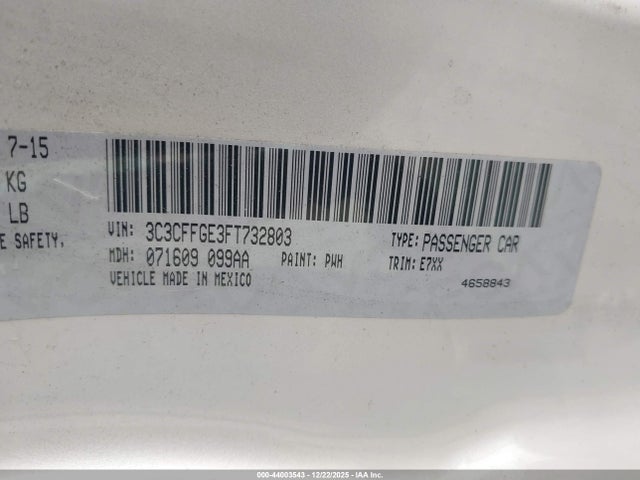 7-15
KG
LB
E SAFETY,
VIN: 3C3CFFGE3FT732803
TYPE: PASSENGER CAR
MDH: 071609 099AA
PAINT: PWH
TRIM: E7XX
VEHICLE MADE IN MEXICO
4658843
000-44003543 - 12/22/2025 - IAA Inc.